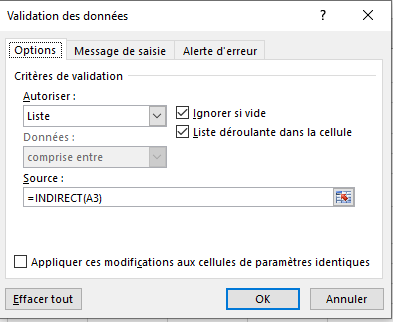 Validation des données
? ×
Options Message de saisie Alerte d'erreur
Critères de validation
Autoriser :
Liste
Ignorer si vide
Liste déroulante dans la cellule
Données :
comprise entre
Source :
=INDIRECT(A3)
Appliquer ces modifications aux cellules de paramètres identiques
Effacer tout OK Annuler